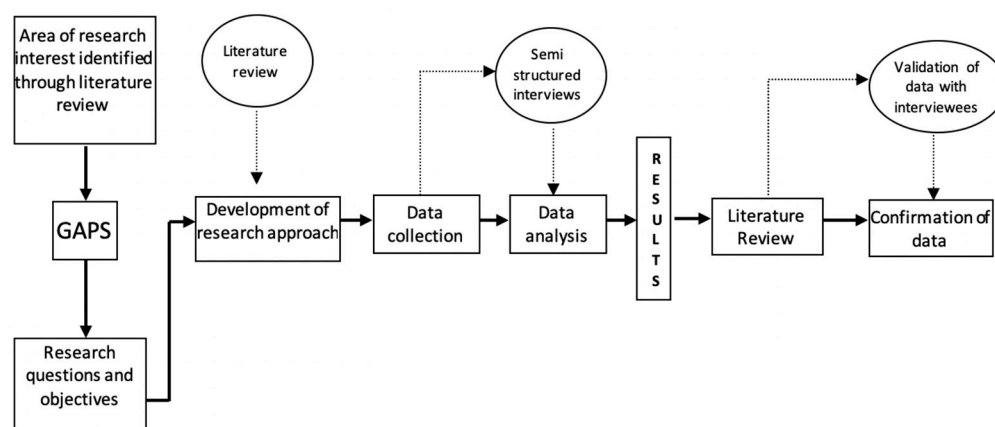 Area of research
interest identified
through literature
review
GAPS
Research
questions and
objectives
Literature
review
Development of
research approach
Data
collection
Semi
structured
interviews
Data
analysis
R
E
S
U
L
T
S
Literature
Review
Validation of
data with
interviewees
Confirmation of
data